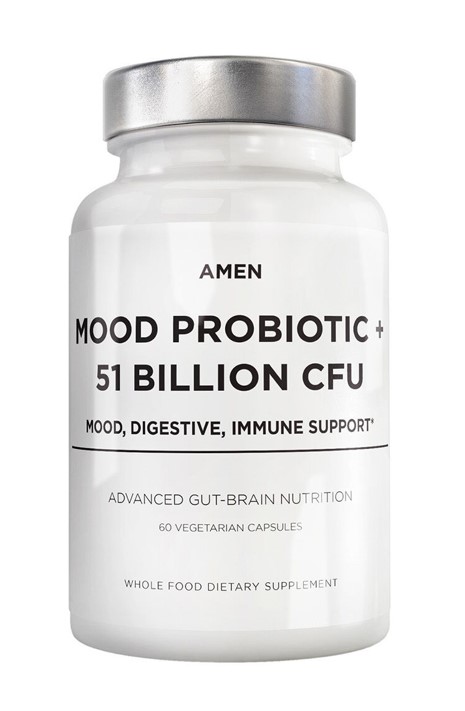 AMEN
MOOD PROBIOTIC +
51 BILLION CFU
MOOD, DIGESTIVE, IMMUNE SUPPORT*
ADVANCED GUT-BRAIN NUTRITION
60 VEGETARIAN CAPSULES
WHOLE FOOD DIETARY SUPPLEMENT